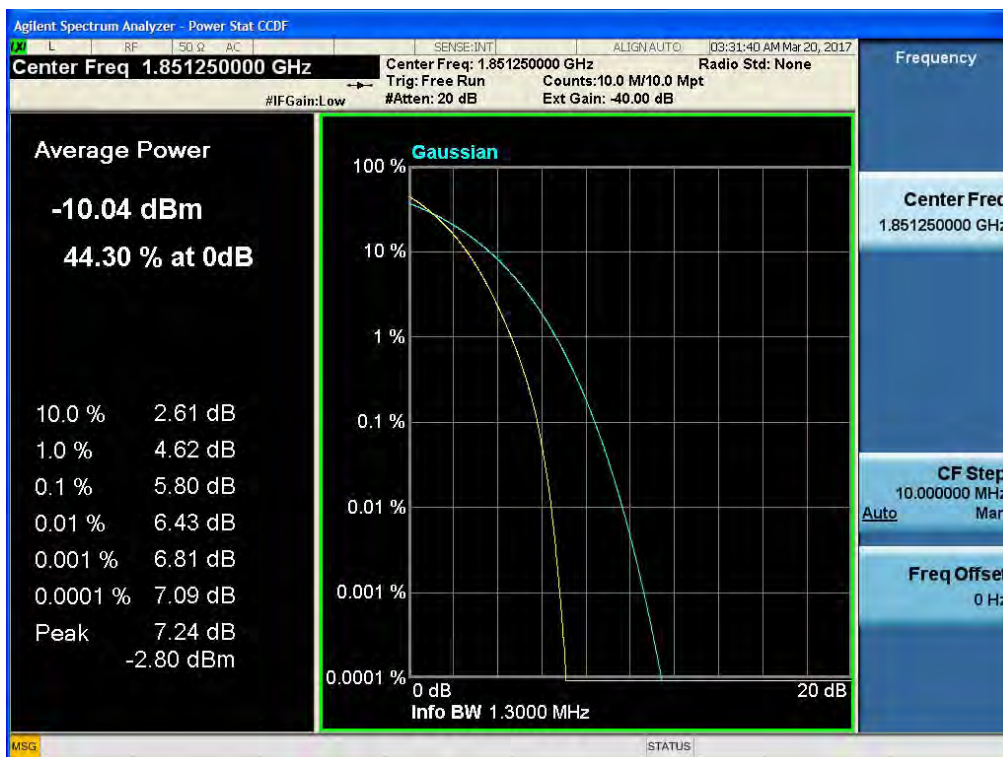 Agilent Spectrum Analyzer - Power Stat CCDF
LXI L RF 50 Ω AC SENSE:INT ALIGN AUTO 03:31:40 AM Mar 20, 2017
Center Freq 1.851250000 GHz
Center Freq: 1.851250000 GHz Radio Std: None
Trig: Free Run Counts:10.0 M/10.0 Mpt
#IFGain:Low #Atten: 20 dB Ext Gain: -40.00 dB
Average Power
-10.04 dBm
44.30 % at 0dB
10.0 % 2.61 dB
1.0 % 4.62 dB
0.1 % 5.80 dB
0.01 % 6.43 dB
0.001 % 6.81 dB
0.0001 % 7.09 dB
Peak 7.24 dB
-2.80 dBm
Gaussian
100 %
10 %
1 %
0.1 %
0.01 %
0.001 %
0.0001 %
0 dB 20 dB
Info BW 1.3000 MHz
Frequency
Center Freq
1.851250000 GHz
CF Step
10.000000 MHz
Auto Man
Freq Offset
0 Hz
MSG STATUS